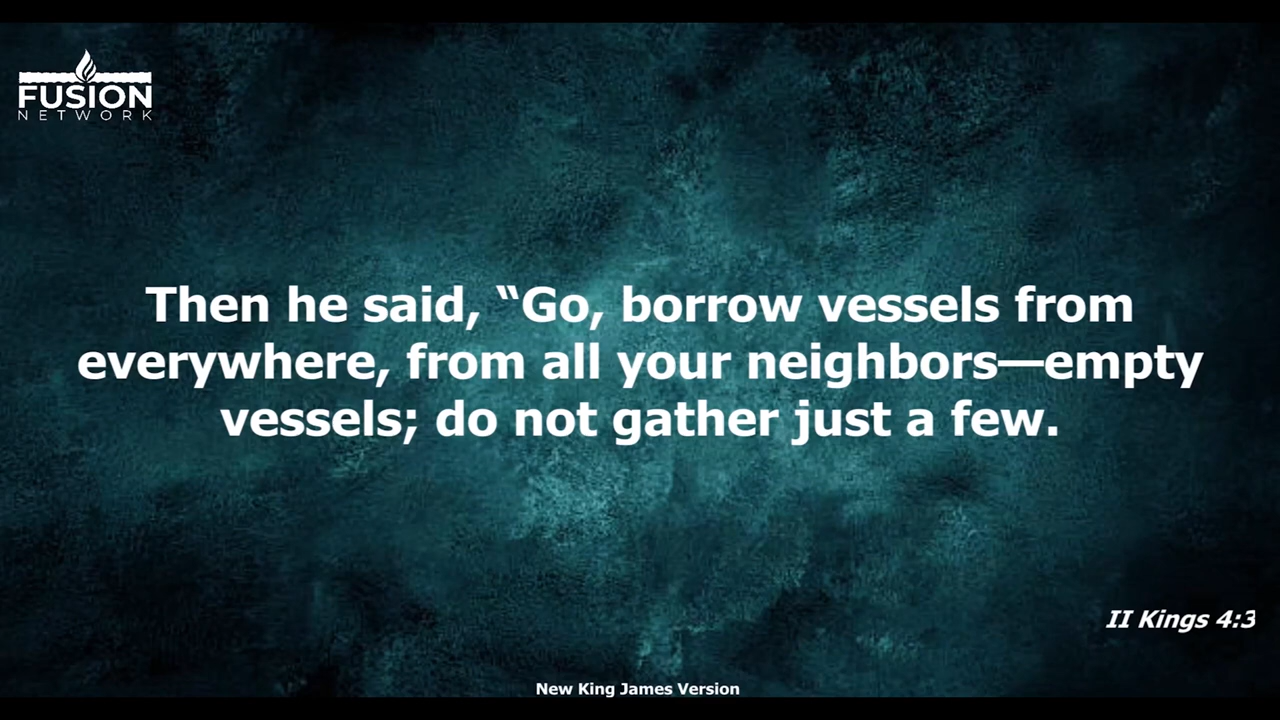 FUSION
NETWORK
Then he said, “Go, borrow vessels from
everywhere, from all your neighbors—empty
vessels; do not gather just a few.
II Kings 4:3
New King James Version